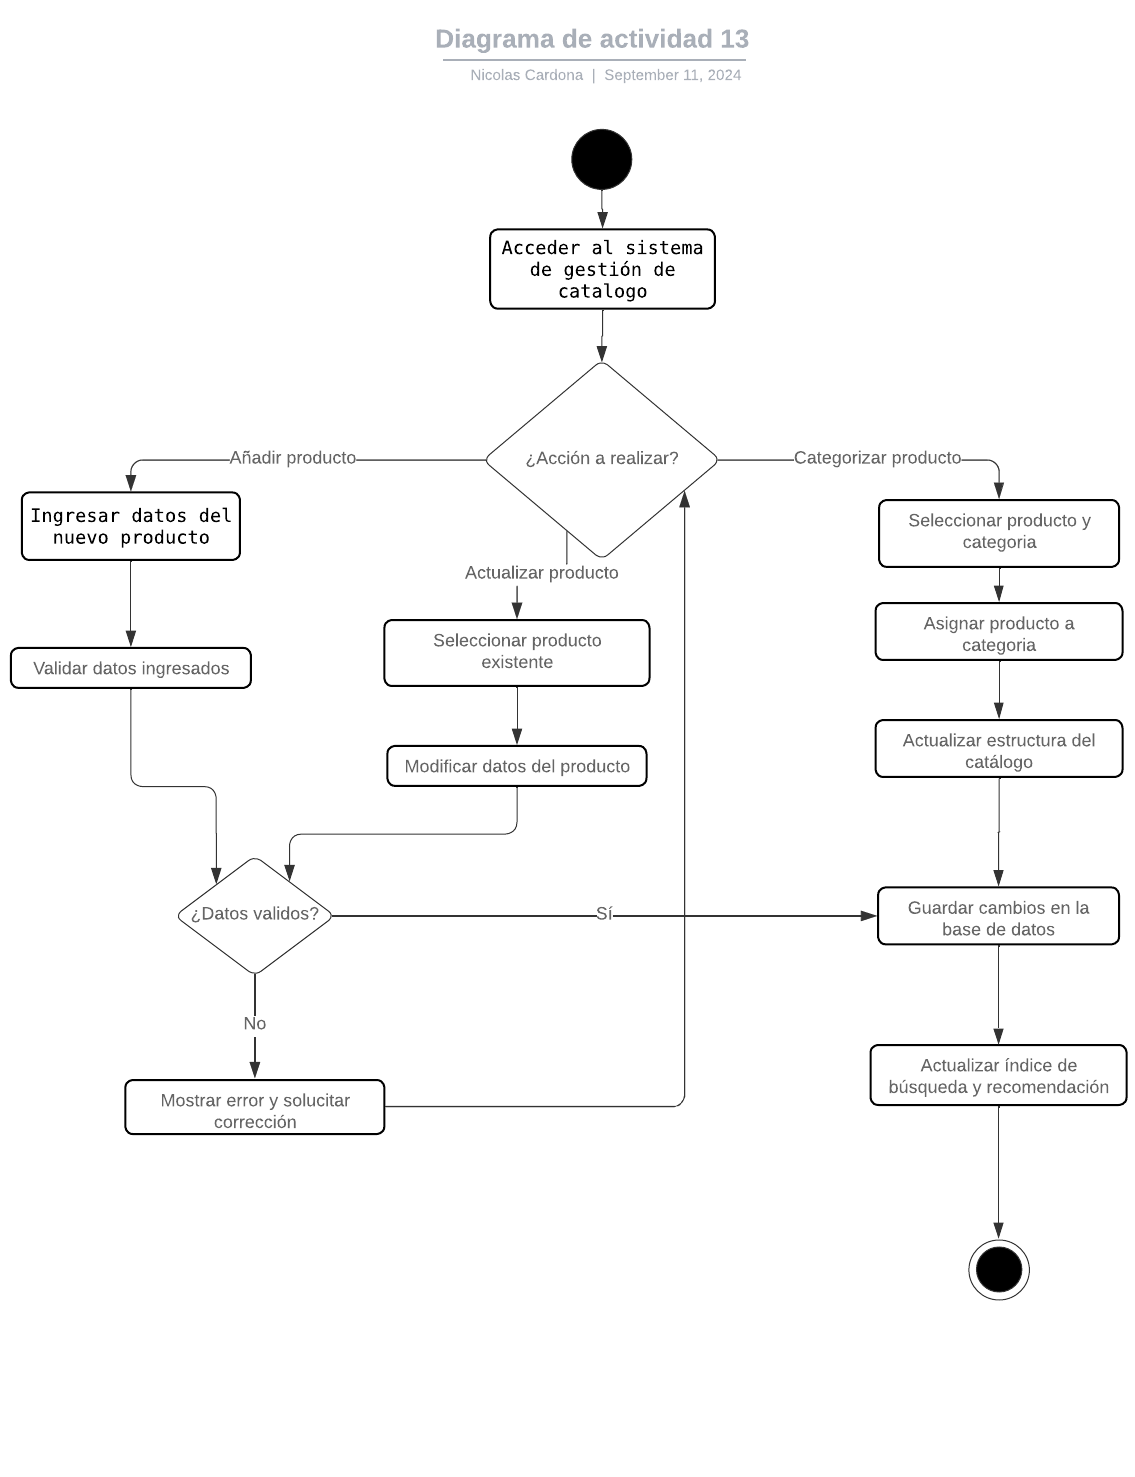 Diagrama de actividad 13
Nicolas Cardona | September 11, 2024
Acceder al sistema
de gestión de
catalogo
¿Acción a realizar?
Añadir producto
Categorizar producto
Ingresar datos del
nuevo producto
Seleccionar producto y
categoria
Actualizar producto
Asignar producto a
categoria
Seleccionar producto
existente
Validar datos ingresados
Actualizar estructura del
catálogo
Modificar datos del producto
¿Datos validos?
Sí
Guardar cambios en la
base de datos
No
Actualizar índice de
búsqueda y recomendación
Mostrar error y solucitar
corrección